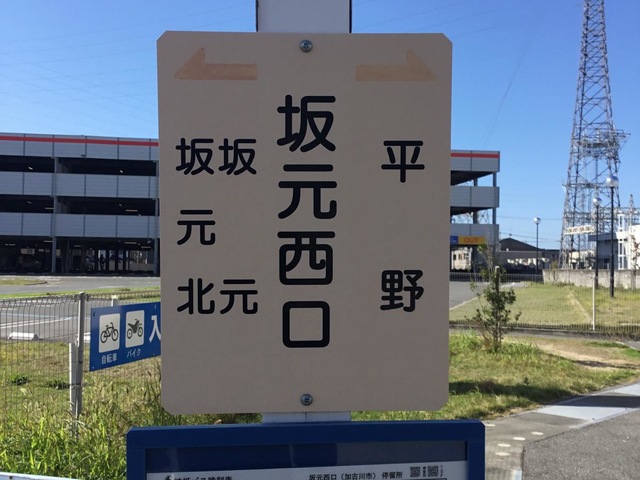 坂元西口
平野
坂元
坂元北
自転車
バイク
入
坂元西口（加古川市）停留所